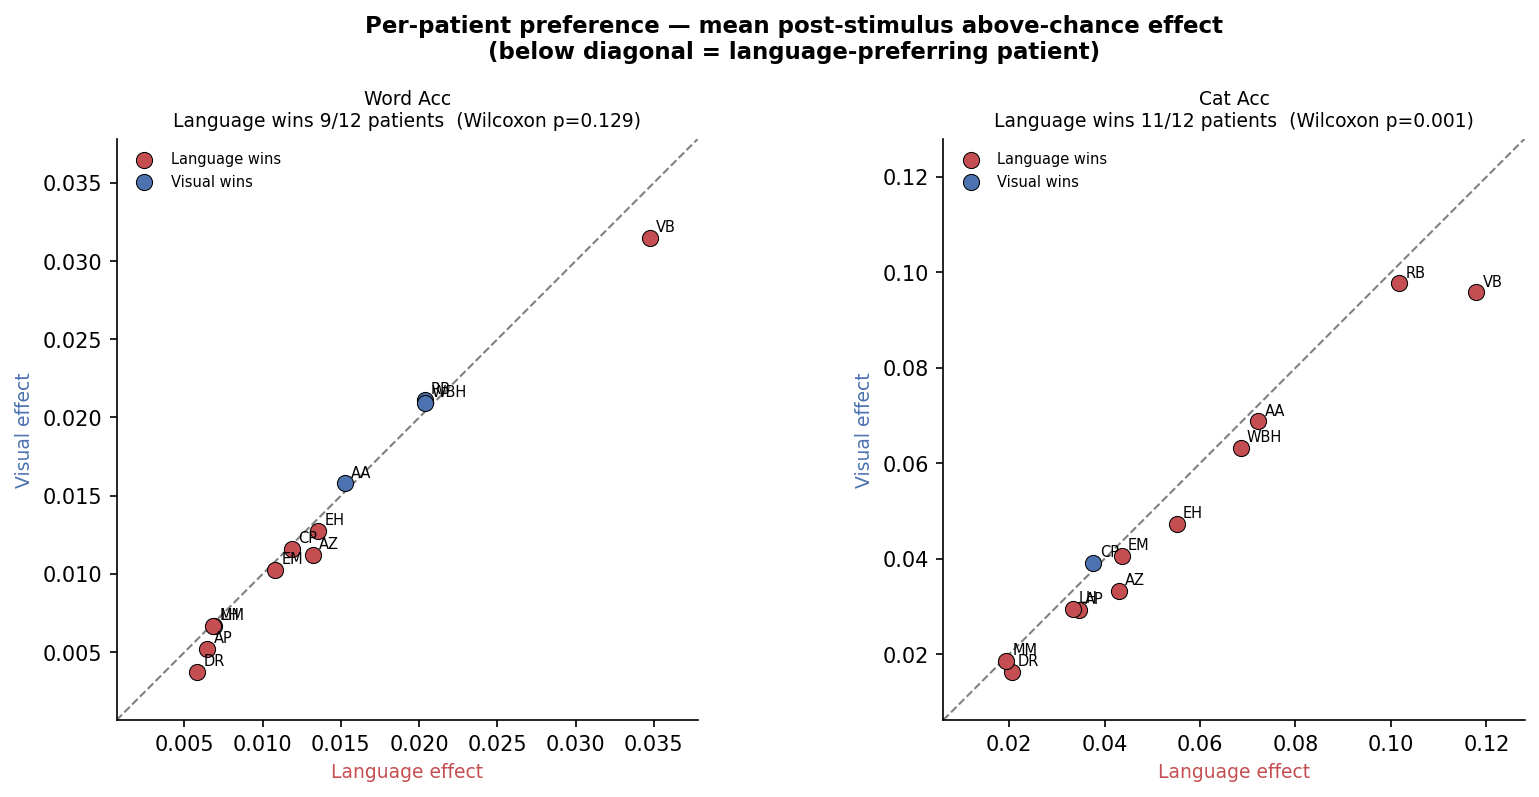 Per-patient preference — mean post-stimulus above-chance effect
(below diagonal = language-preferring patient)
Word Acc
Language wins 9/12 patients  (Wilcoxon p=0.129)
Language wins
Visual wins
0.035
0.030
0.025
0.020
0.015
0.010
0.005
Visual effect
VB
RB
WBH
AA
EH
CP
AZ
EM
MM
AP
DR
0.005
0.010
0.015
0.020
0.025
0.030
0.035
Language effect
Cat Acc
Language wins 11/12 patients  (Wilcoxon p=0.001)
Language wins
Visual wins
0.12
0.10
0.08
0.06
0.04
0.02
Visual effect
RB
VB
AA
WBH
EH
CP
EM
AZ
LH
AP
MM
DR
0.02
0.04
0.06
0.08
0.10
0.12
Language effect